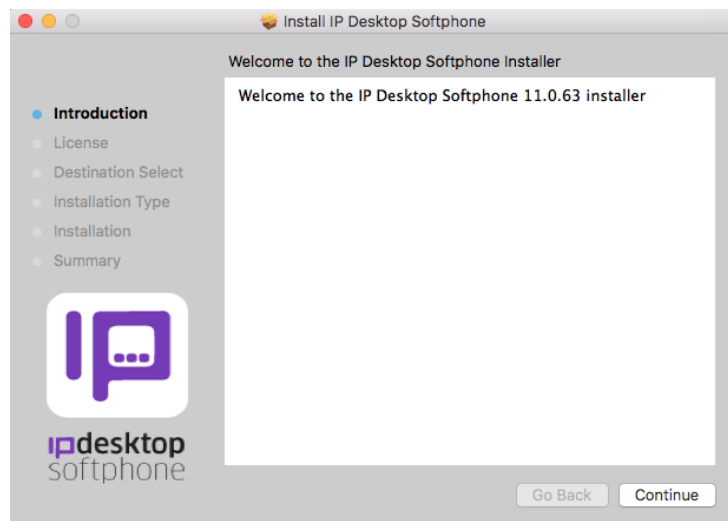 Install IP Desktop Softphone
Welcome to the IP Desktop Softphone Installer
Welcome to the IP Desktop Softphone 11.0.63 installer
Introduction
License
Destination Select
Installation Type
Installation
Summary
IP
ipdesktop
softphone
Go Back
Continue